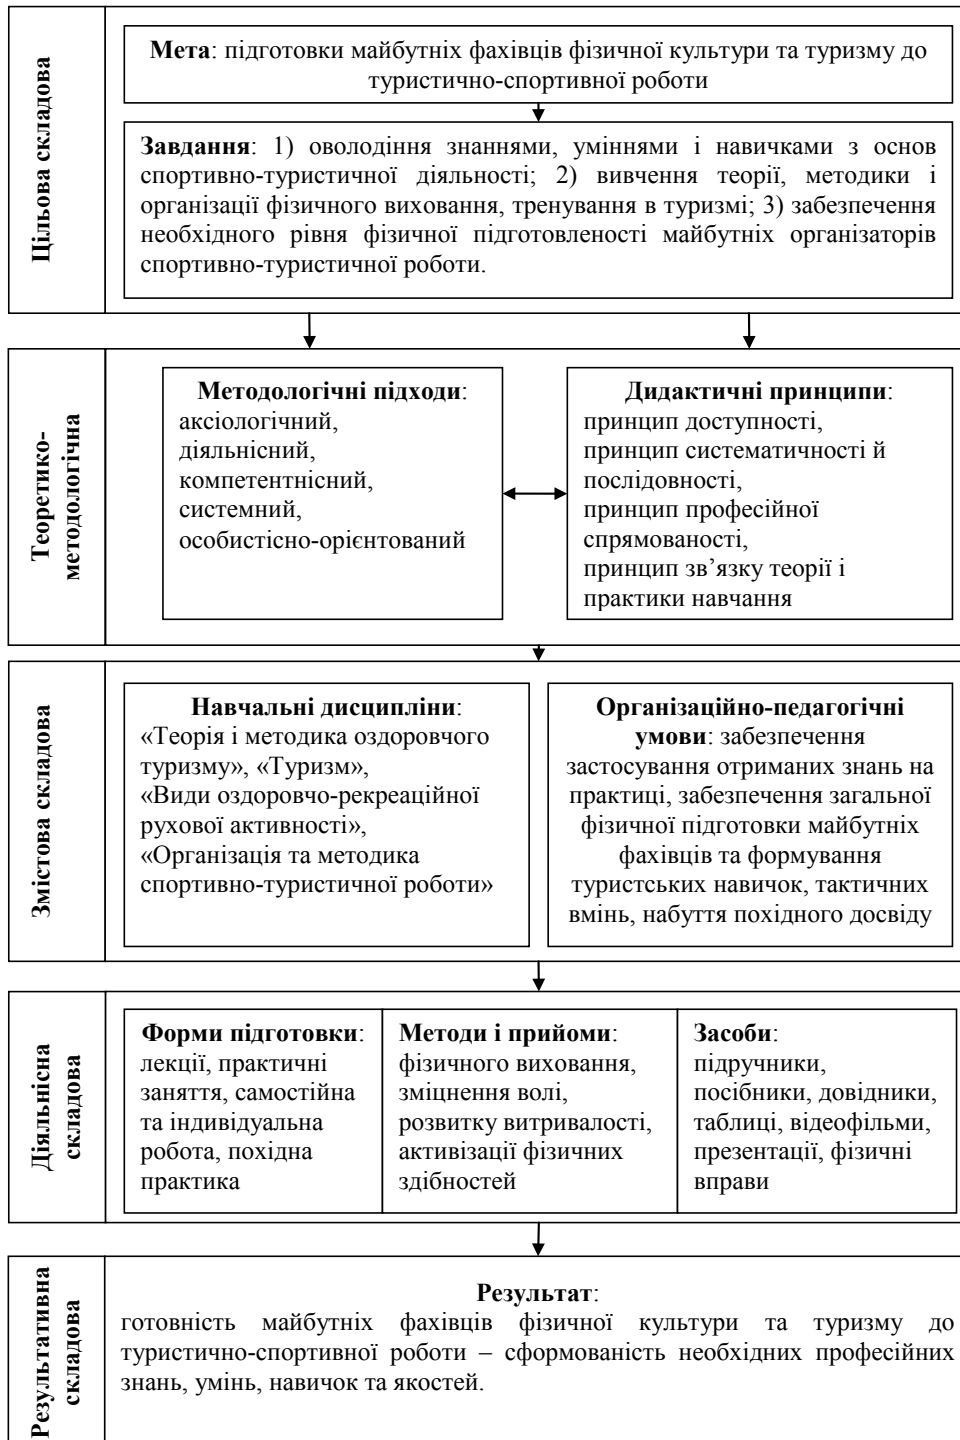 Цільова складова
Мета: підготовки майбутніх фахівців фізичної культури та туризму до
туристично-спортивної роботи
Завдання: 1) оволодіння знаннями, уміннями і навичками з основ
спортивно-туристичної діяльності; 2) вивчення теорії, методики і
організації фізичного виховання, тренування в туризмі; 3) забезпечення
необхідного рівня фізичної підготовленості майбутніх організаторів
спортивно-туристичної роботи.
Теоретико-
методологічна
Методологічні підходи:
аксіологічний,
діяльнісний,
компетентнісний,
системний,
особистісно-орієнтований
Дидактичні принципи:
принцип доступності,
принцип систематичності й
послідовності,
принцип професійної
спрямованості,
принцип зв’язку теорії і
практики навчання
Змістова складова
Навчальні дисципліни:
«Теорія і методика оздоровчого
туризму», «Туризм»,
«Види оздоровчо-рекреаційної
рухової активності»,
«Організація та методика
спортивно-туристичної роботи»
Організаційно-педагогічні
умови: забезпечення
застосування отриманих знань на
практиці, забезпечення загальної
фізичної підготовки майбутніх
фахівців та формування
туристських навичок, тактичних
вмінь, набуття похідного досвіду
Діяльнісна
складова
Форми підготовки:
лекції, практичні
заняття, самостійна
та індивідуальна
робота, похідна
практика
Методи і прийоми:
фізичного виховання,
зміцнення волі,
розвитку витривалості,
активізації фізичних
здібностей
Засоби:
підручники,
посібники, довідники,
таблиці, відеофільми,
презентації, фізичні
вправи
Результативна
складова
Результат:
готовність майбутніх фахівців фізичної культури та туризму до
туристично-спортивної роботи – сформованість необхідних професійних
знань, умінь, навичок та якостей.